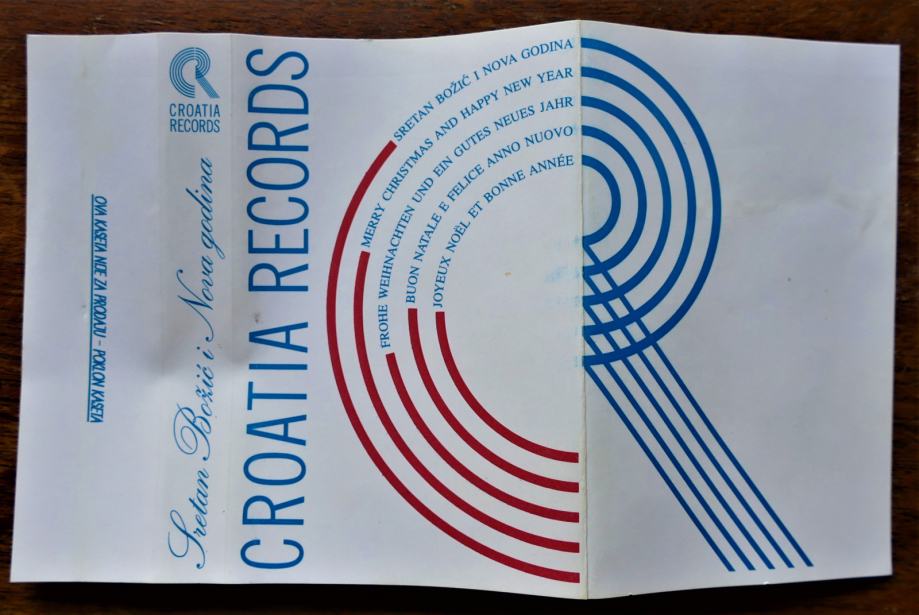 OVA KASETA NIJE ZA PRODAJU - POKLON KASETA
CROATIA
RECORDS
Sretan Božić i Nova godina
CROATIA RECORDS
SRETAN BOŽIĆ I NOVA GODINA
MERRY CHRISTMAS AND HAPPY NEW YEAR
FROHE WEIHNACHTEN UND EIN GUTES NEUES JAHR
BUON NATALE E FELICE ANNO NUOVO
JOYEUX NOËL ET BONNE ANNÉE